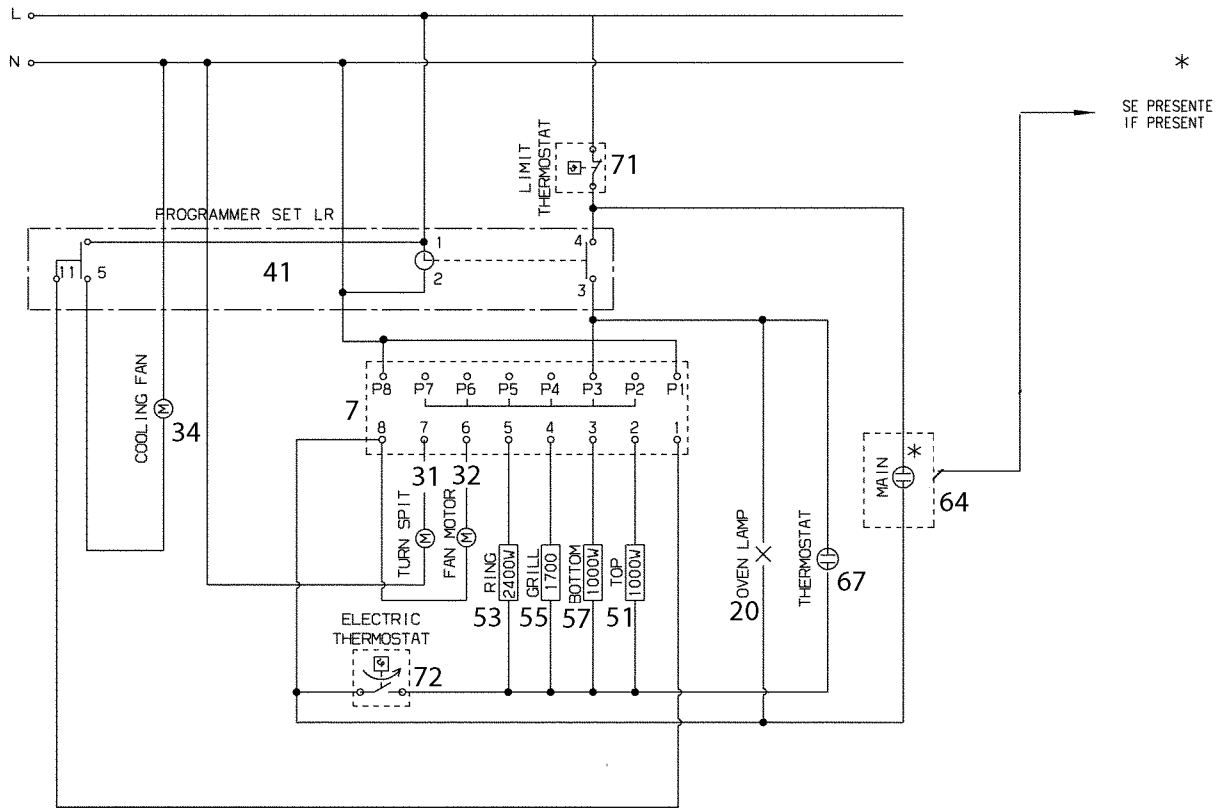 L
N
*
SE PRESENTE
IF PRESENT
LIMIT
THERMOSTAT
71
PROGRAMMER SET LR
1
4
11
5
41
2
3
COOLING FAN
M
34
P8 P7 P6 P5 P4 P3 P2 P1
7
8 7 6 5 4 3 2 1
31
32
TURN SPIT
M
FAN MOTOR
M
RING
2400W
53
GRILL
1700
55
BOTTOM
1000W
57
TOP
1000W
51
OVEN LAMP
20
THERMOSTAT
67
MAIN
*
64
ELECTRIC
THERMOSTAT
72